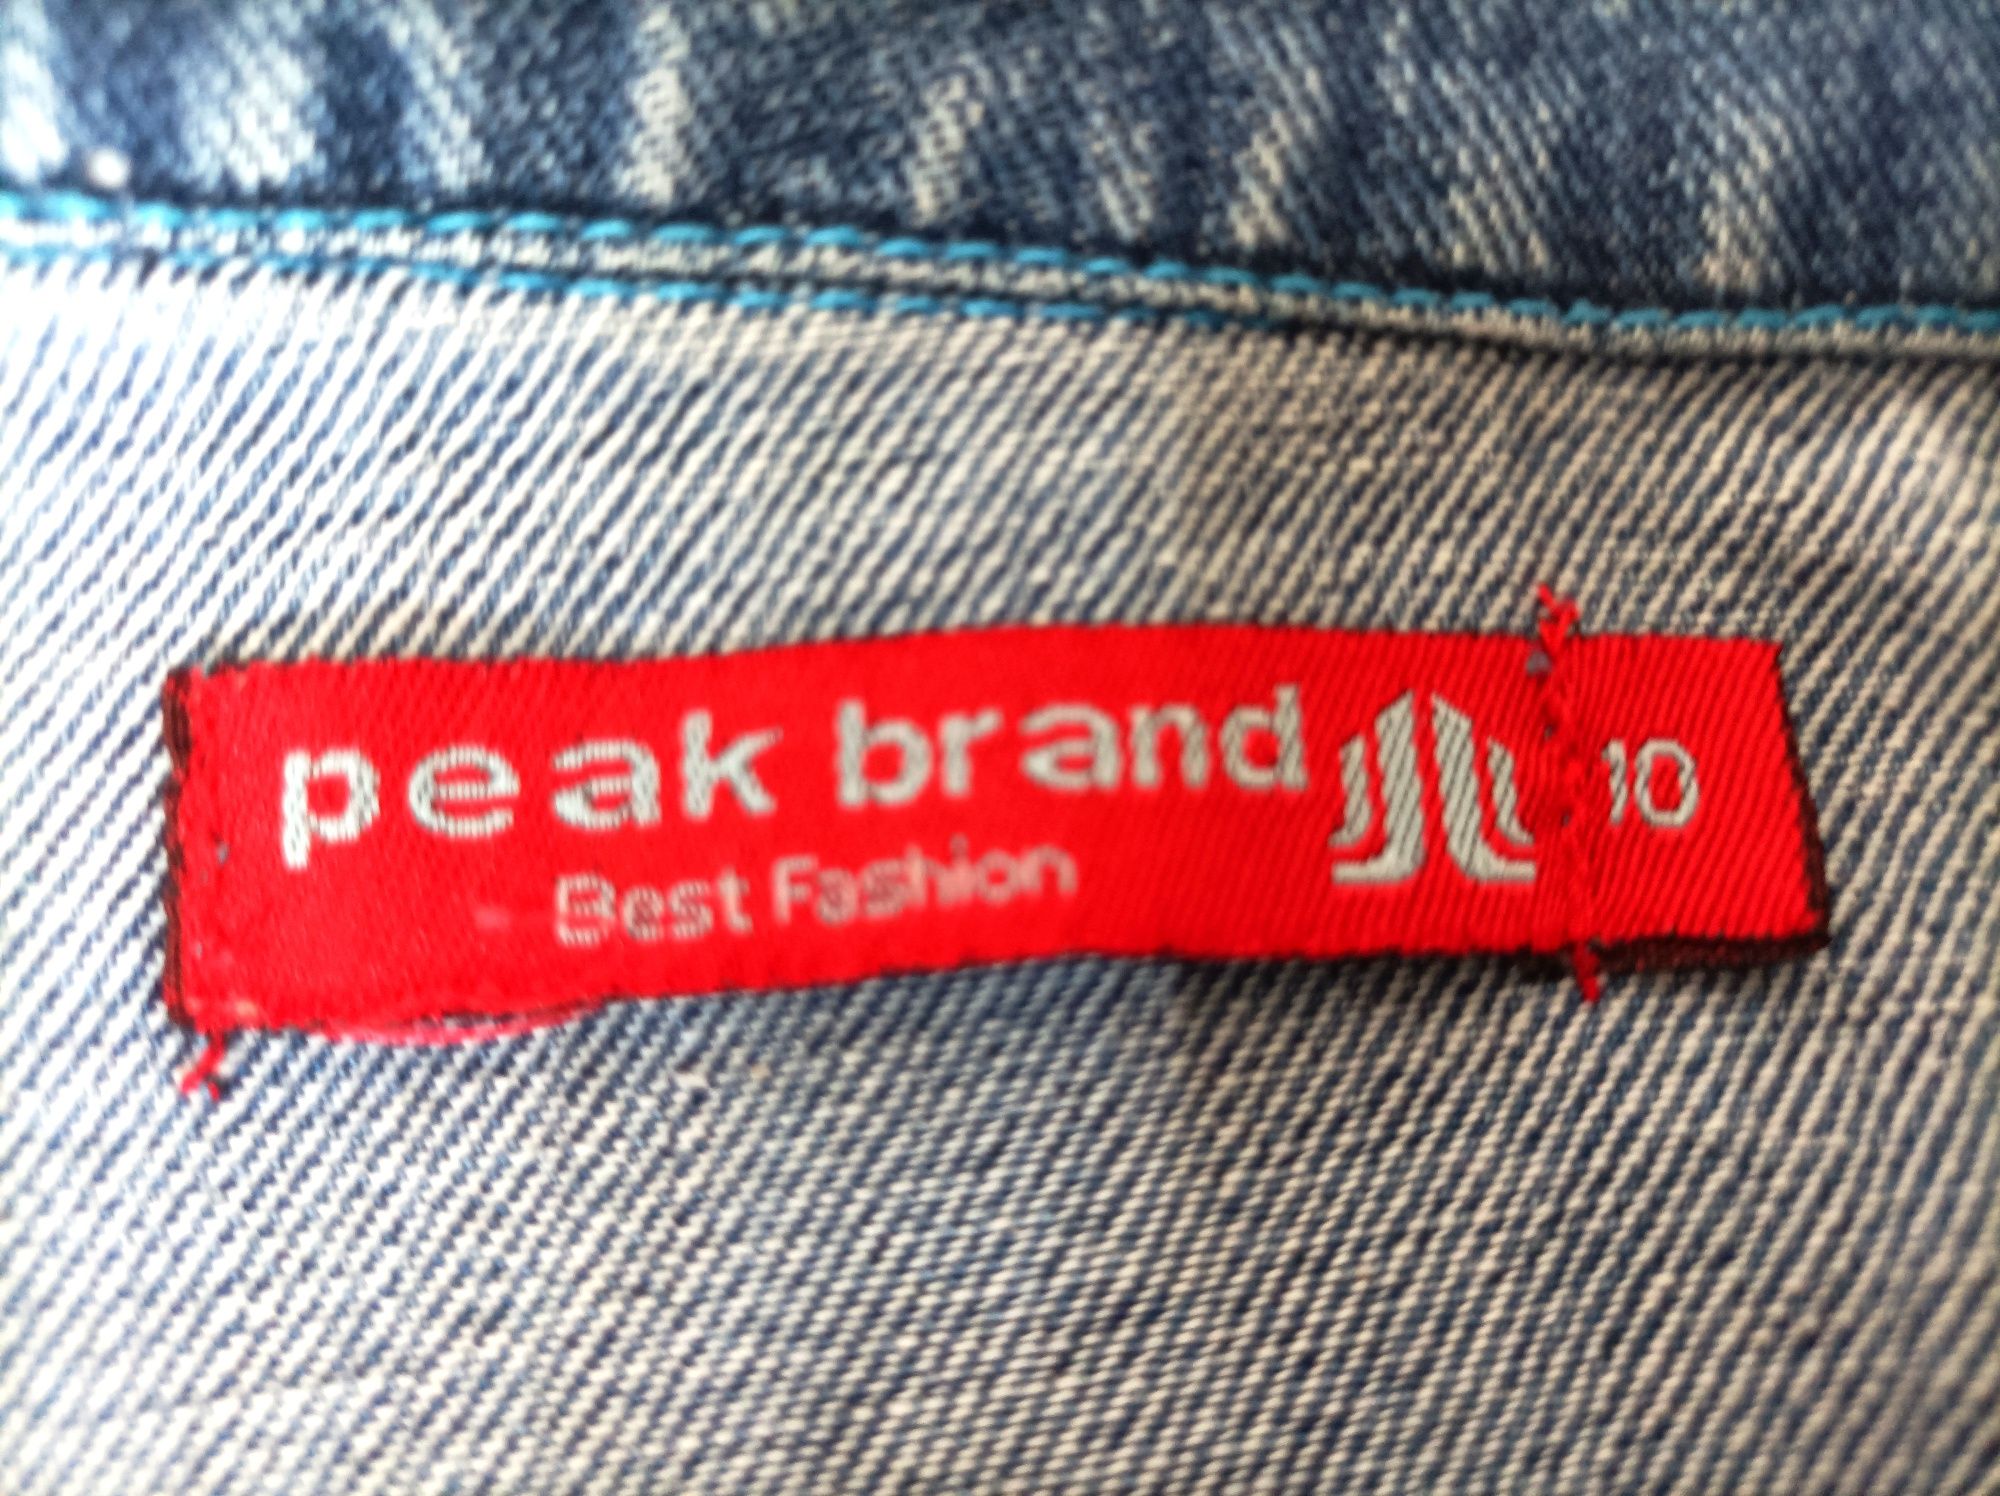 peak brand 10
Best Fashion